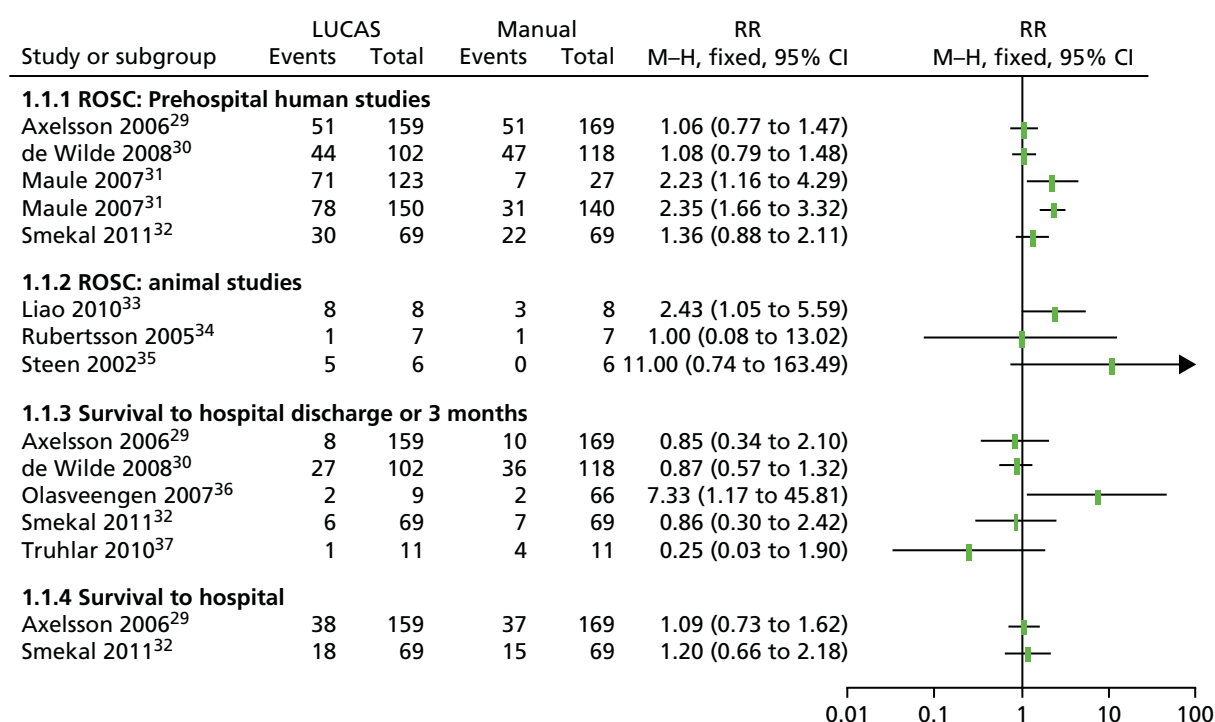 LUCAS Manual RR RR
Study or subgroup Events Total Events Total M–H, fixed, 95% CI M–H, fixed, 95% CI
1.1.1 ROSC: Prehospital human studies
Axelsson 2006²⁹ 51 159 51 169 1.06 (0.77 to 1.47)
de Wilde 2008³⁰ 44 102 47 118 1.08 (0.79 to 1.48)
Maule 2007³¹ 71 123 7 27 2.23 (1.16 to 4.29)
Maule 2007³¹ 78 150 31 140 2.35 (1.66 to 3.32)
Smekal 2011³² 30 69 22 69 1.36 (0.88 to 2.11)
1.1.2 ROSC: animal studies
Liao 2010³³ 8 8 3 8 2.43 (1.05 to 5.59)
Rubertsson 2005³⁴ 1 7 1 7 1.00 (0.08 to 13.02)
Steen 2002³⁵ 5 6 0 6 11.00 (0.74 to 163.49)
1.1.3 Survival to hospital discharge or 3 months
Axelsson 2006²⁹ 8 159 10 169 0.85 (0.34 to 2.10)
de Wilde 2008³⁰ 27 102 36 118 0.87 (0.57 to 1.32)
Olasveengen 2007³⁶ 2 9 2 66 7.33 (1.17 to 45.81)
Smekal 2011³² 6 69 7 69 0.86 (0.30 to 2.42)
Truhlar 2010³⁷ 1 11 4 11 0.25 (0.03 to 1.90)
1.1.4 Survival to hospital
Axelsson 2006²⁹ 38 159 37 169 1.09 (0.73 to 1.62)
Smekal 2011³² 18 69 15 69 1.20 (0.66 to 2.18)
0.01 0.1 1 10 100